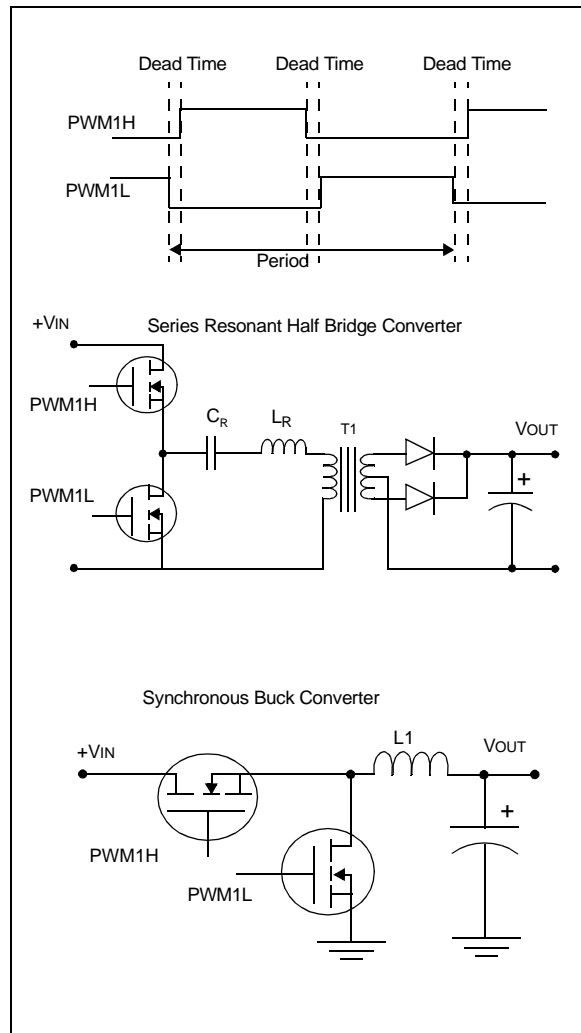 Dead Time Dead Time Dead Time
PWM1H
PWM1L
Period
Series Resonant Half Bridge Converter
+VIN
PWM1H
CR LR T1 VOUT
PWM1L
+
Synchronous Buck Converter
L1
+VIN VOUT
+
PWM1H
PWM1L